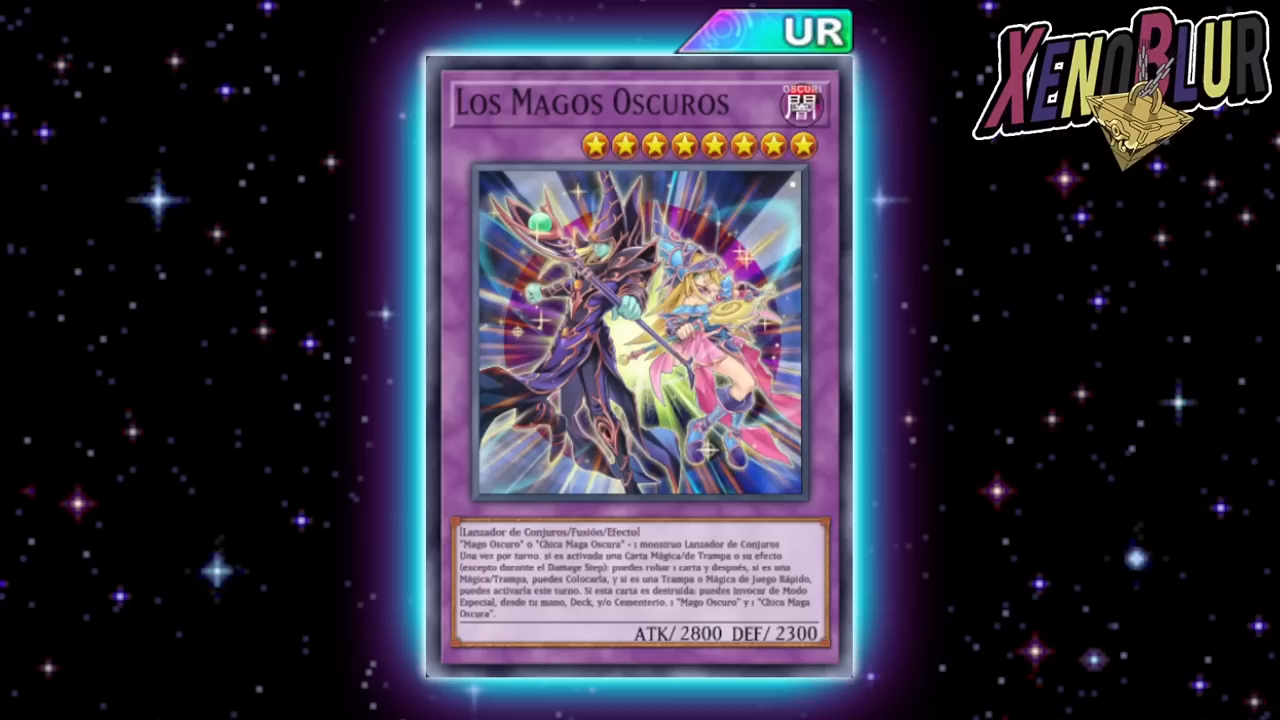 UR
XENOBLUR
LOS MAGOS OSCUROS
OSCURI
闇
[Lanzador de Conjuros/Fusión/Efecto]
"Mago Oscuro" o "Chica Maga Oscura" - 1 monstruo Lanzador de Conjuros
Una vez por turno, si es activada una Carta Mágica/de Trampa o su efecto
(excepto durante el Damage Step): puedes robar 1 carta y después, si es una
Mágica/Trampa, puedes Colocarla, y si es una Trampa o Mágica de Juego Rápido,
puedes activarla este turno. Si esta carta es destruida: puedes Invocar de Modo
Especial, desde tu mano, Deck, y/o Cementerio, 1 "Mago Oscuro" y 1 "Chica Maga
Oscura".
ATK/ 2800 DEF/ 2300